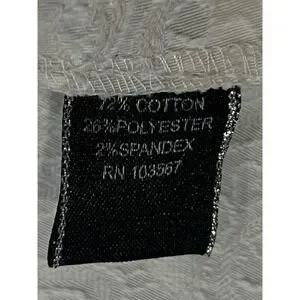 72% COTTON
26% POLYESTER
2% SPANDEX
RN 103567